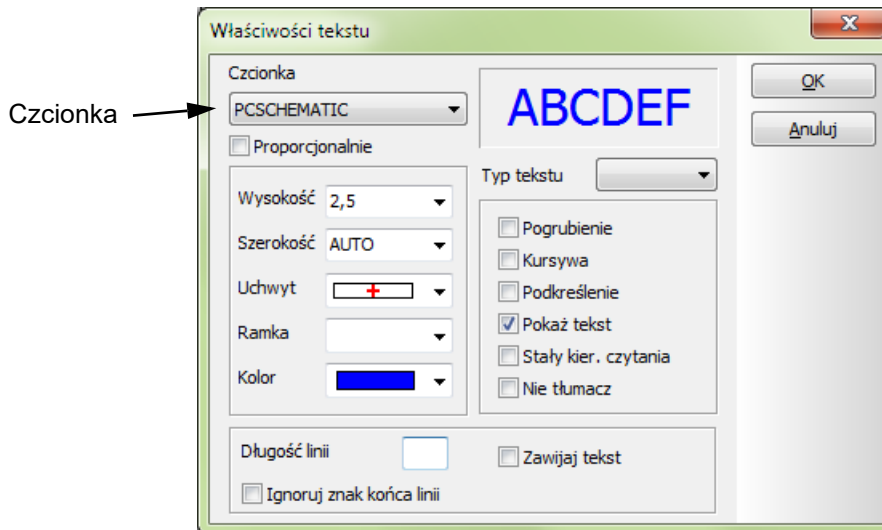 Właściwości tekstu
Czcionka
Czcionka
PCSCHEMATIC
Proporcjonalnie
ABCDEF
OK
Anuluj
Typ tekstu
Wysokość 2,5
Szerokość AUTO
Uchwyt
Ramka
Kolor
Pogrubienie
Kursywa
Podkreślenie
Pokaż tekst
Stały kier. czytania
Nie tłumacz
Długość linii
Zawijaj tekst
Ignoruj znak końca linii